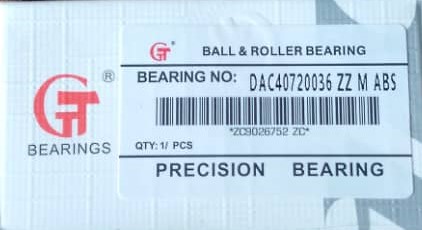 GT
®
BEARINGS
GT
®
BALL & ROLLER BEARING
BEARING NO: DAC40720036 ZZ M ABS
*ZC9026752 ZC*
QTY: 1/ PCS
PRECISION BEARING